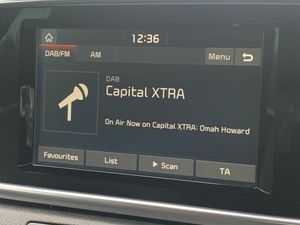 12:36
DAB/FM AM Menu
DAB
Capital XTRA
On Air Now on Capital XTRA: Omah Howard
Favourites List Scan TA